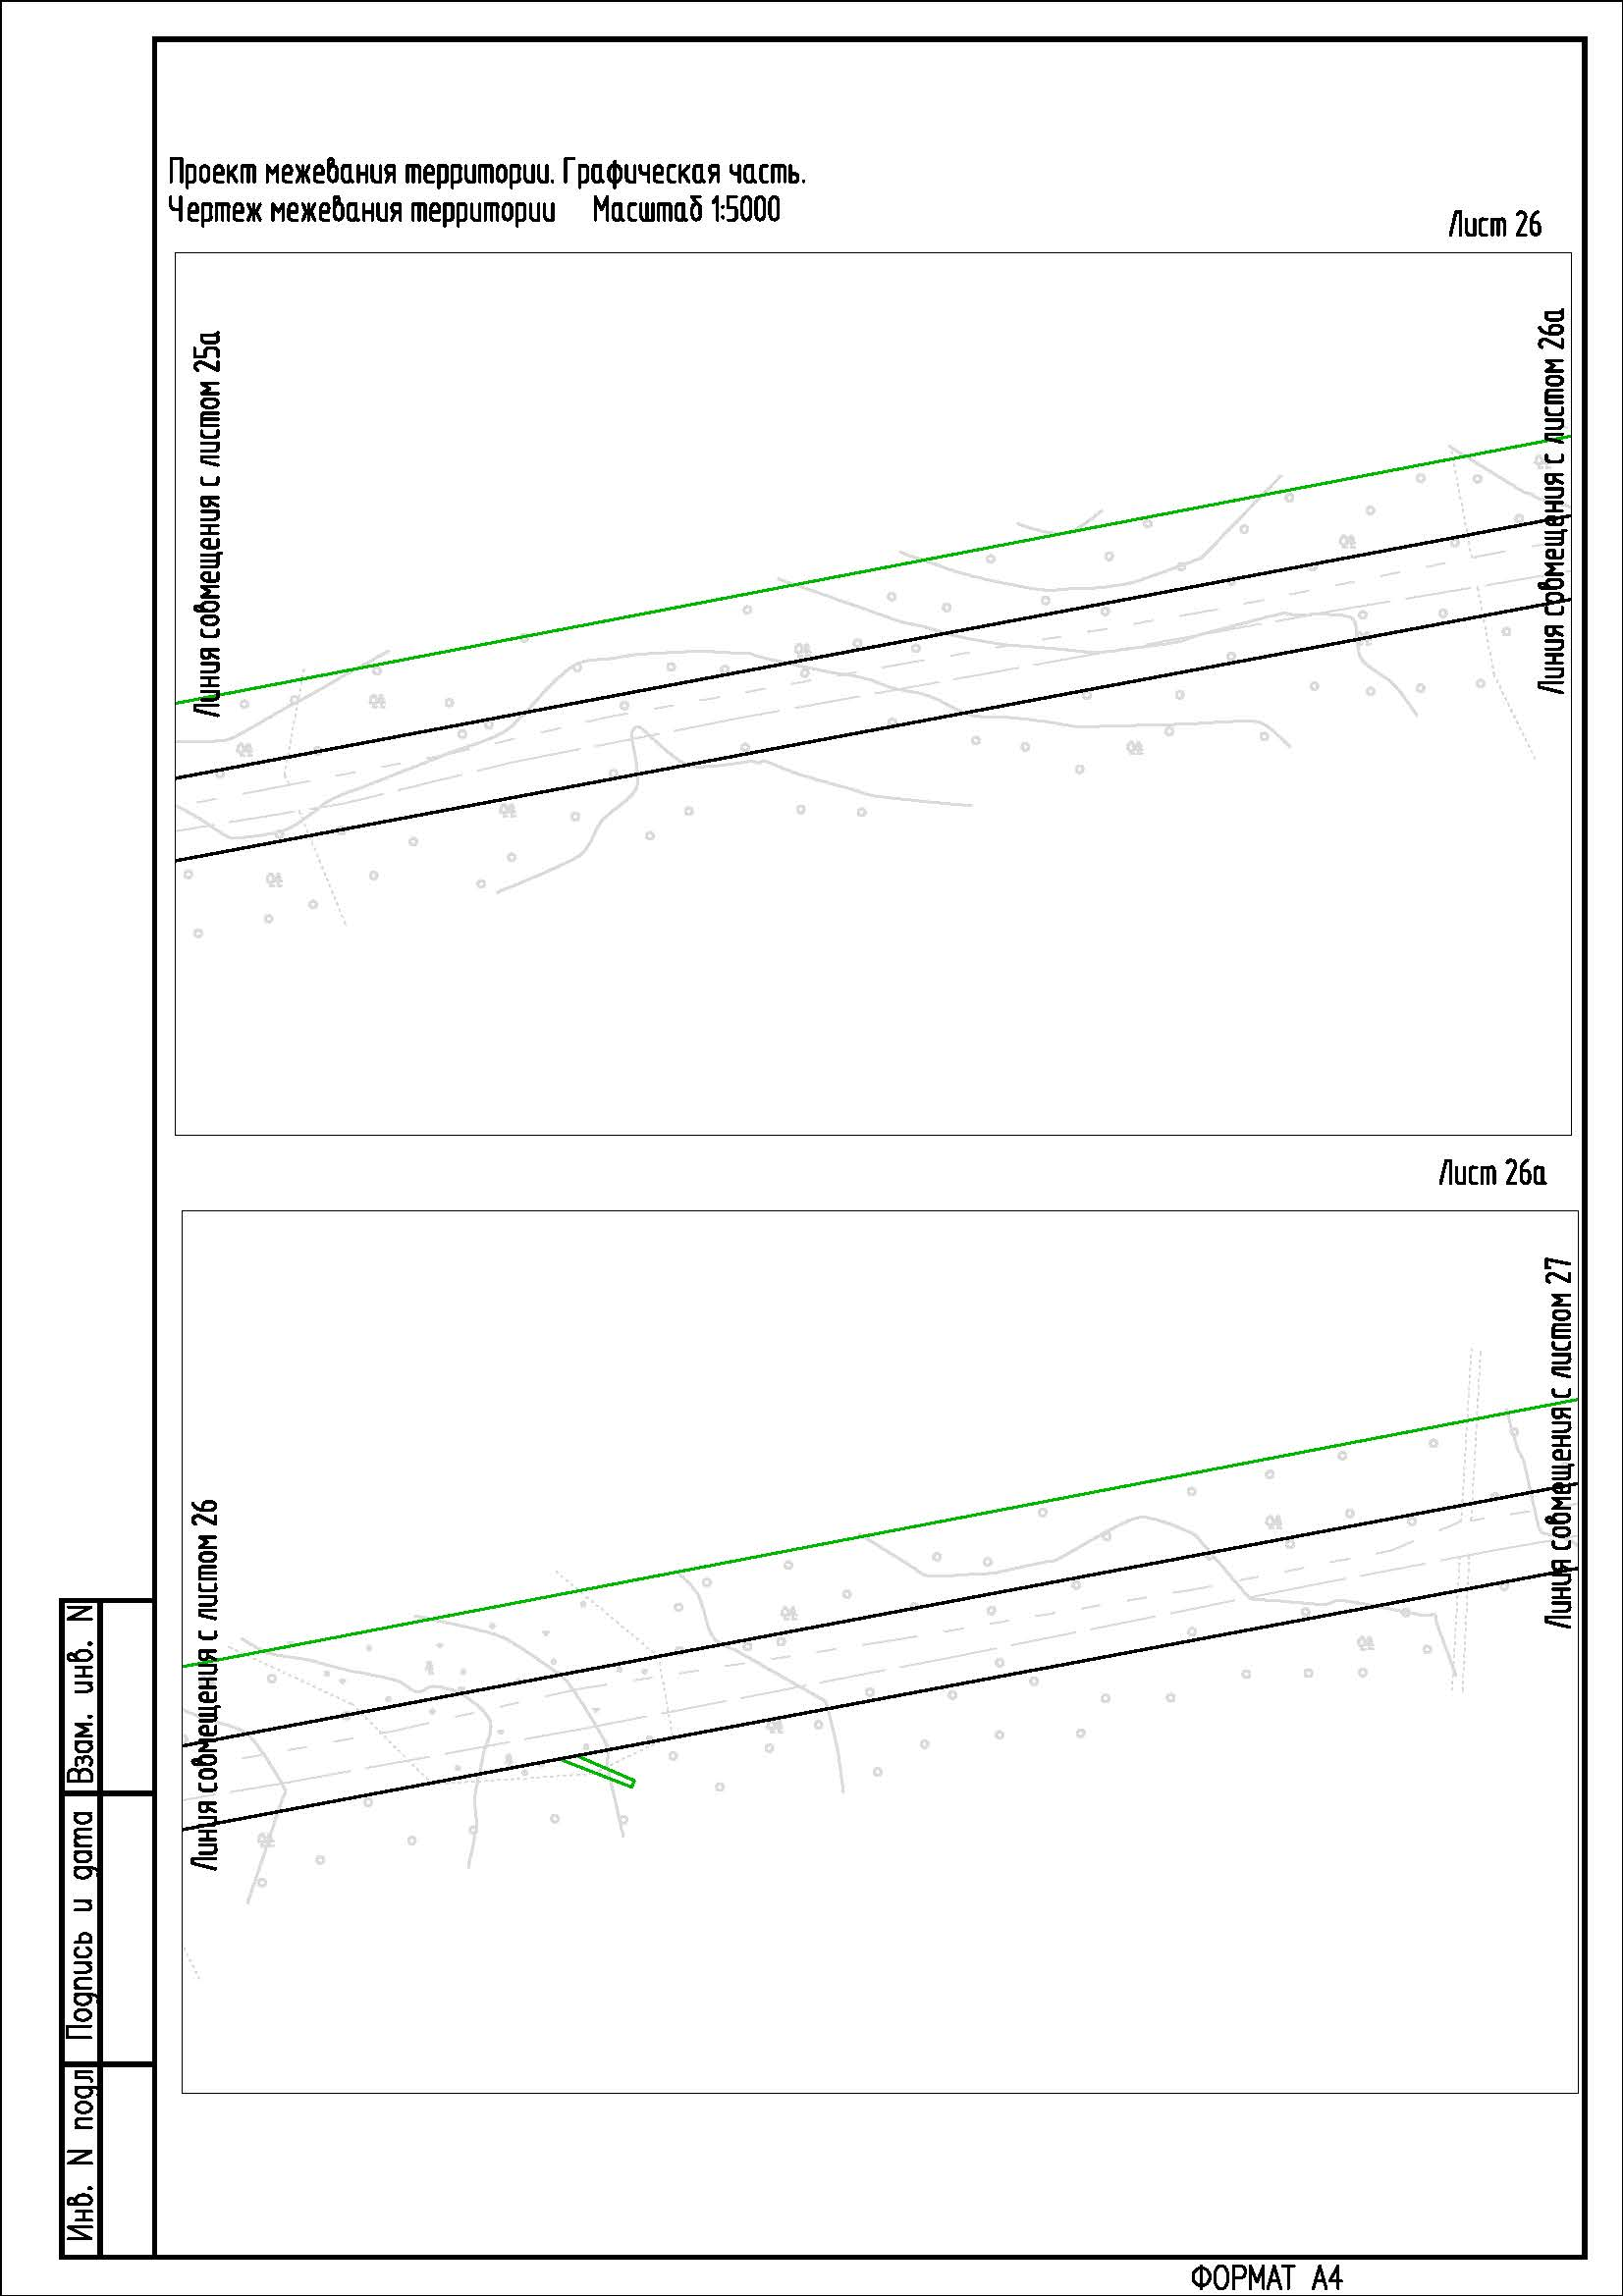 Проект межевания территории. Графическая часть.
Чертеж межевания территории Масштаб 1:5000
Лист 26
Линия совмещения с листом 25а
Линия совмещения с листом 26а
Лист 26а
Линия совмещения с листом 26
Линия совмещения с листом 27
Взам. инв. N
Подпись и дата
Инв. N подл
ФОРМАТ А4